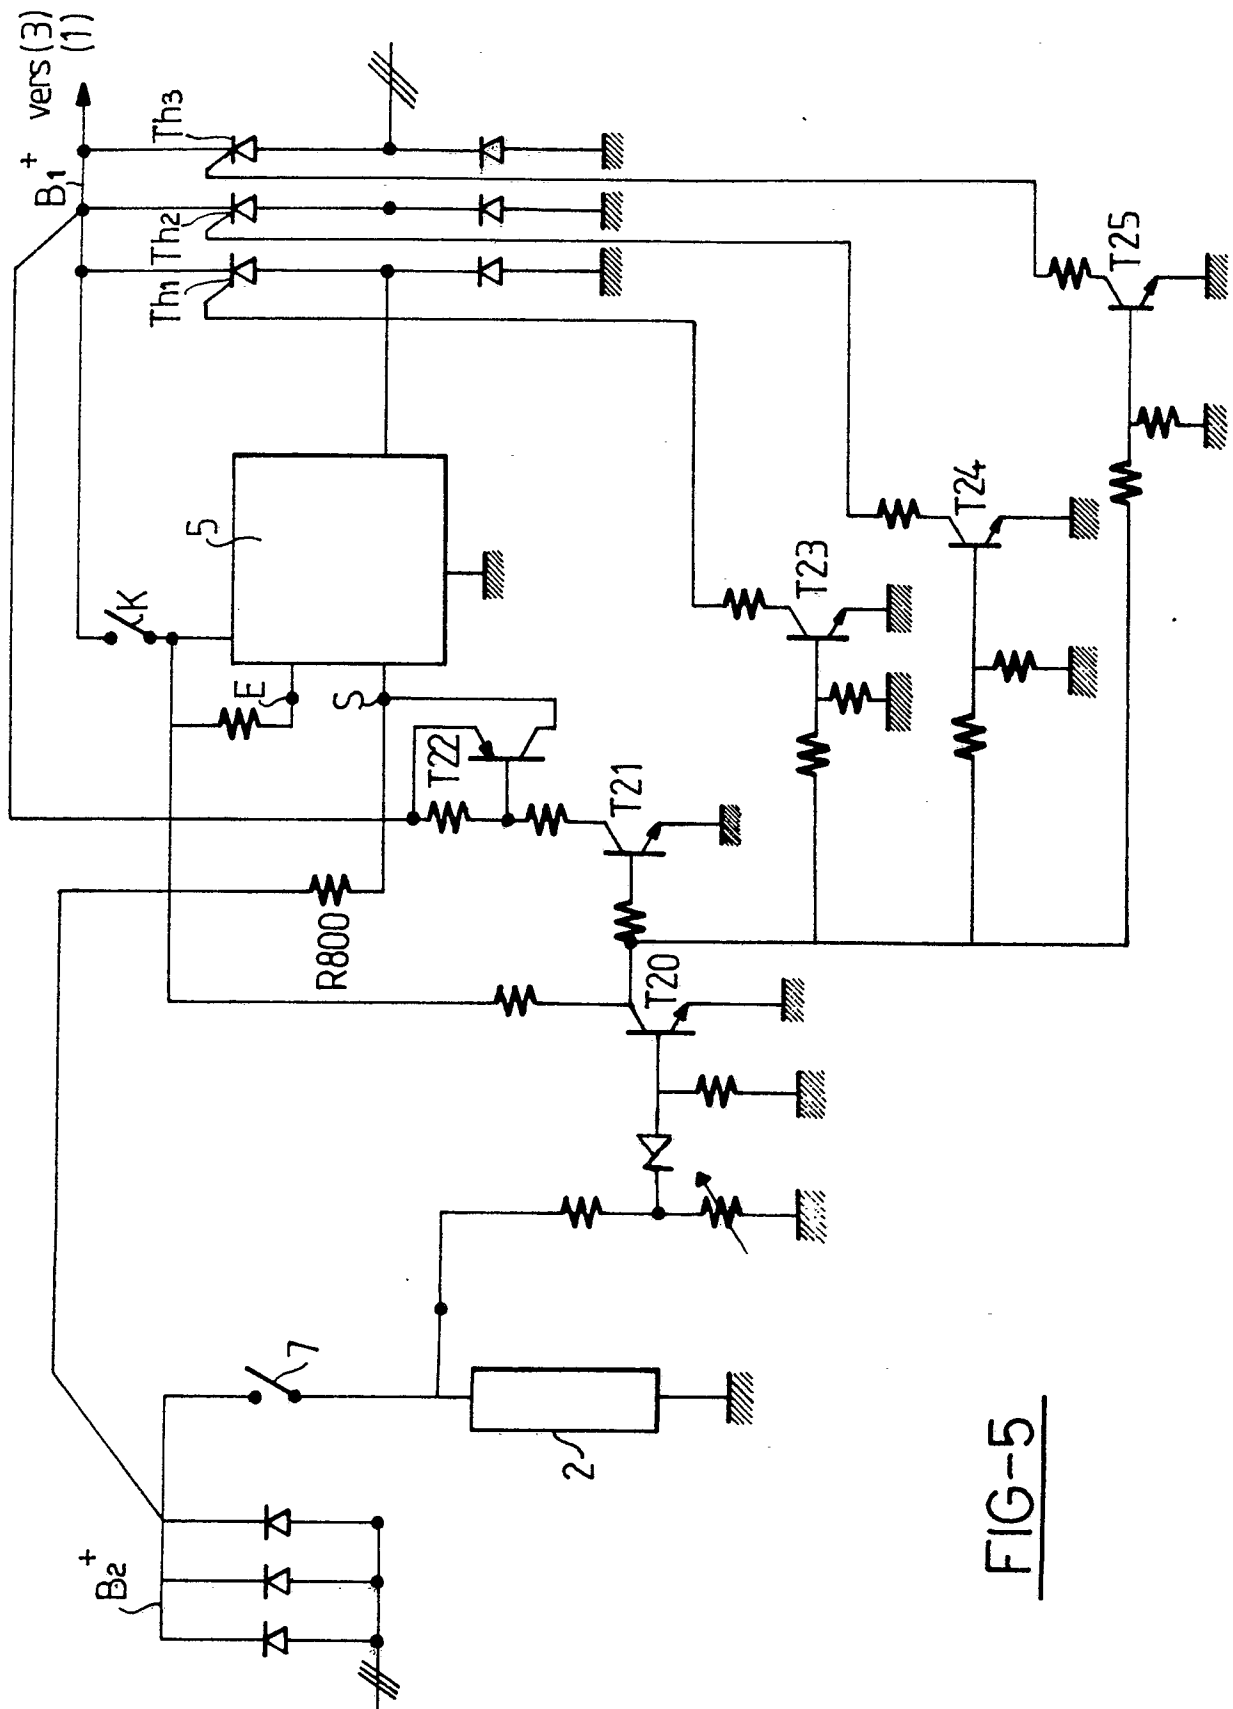 vers (3)
(1)
B1+
Th3
Th2
Th1
5
K
E
S
T22
T21
R800
T20
T23
T24
T25
7
2
B2+
FIG-5